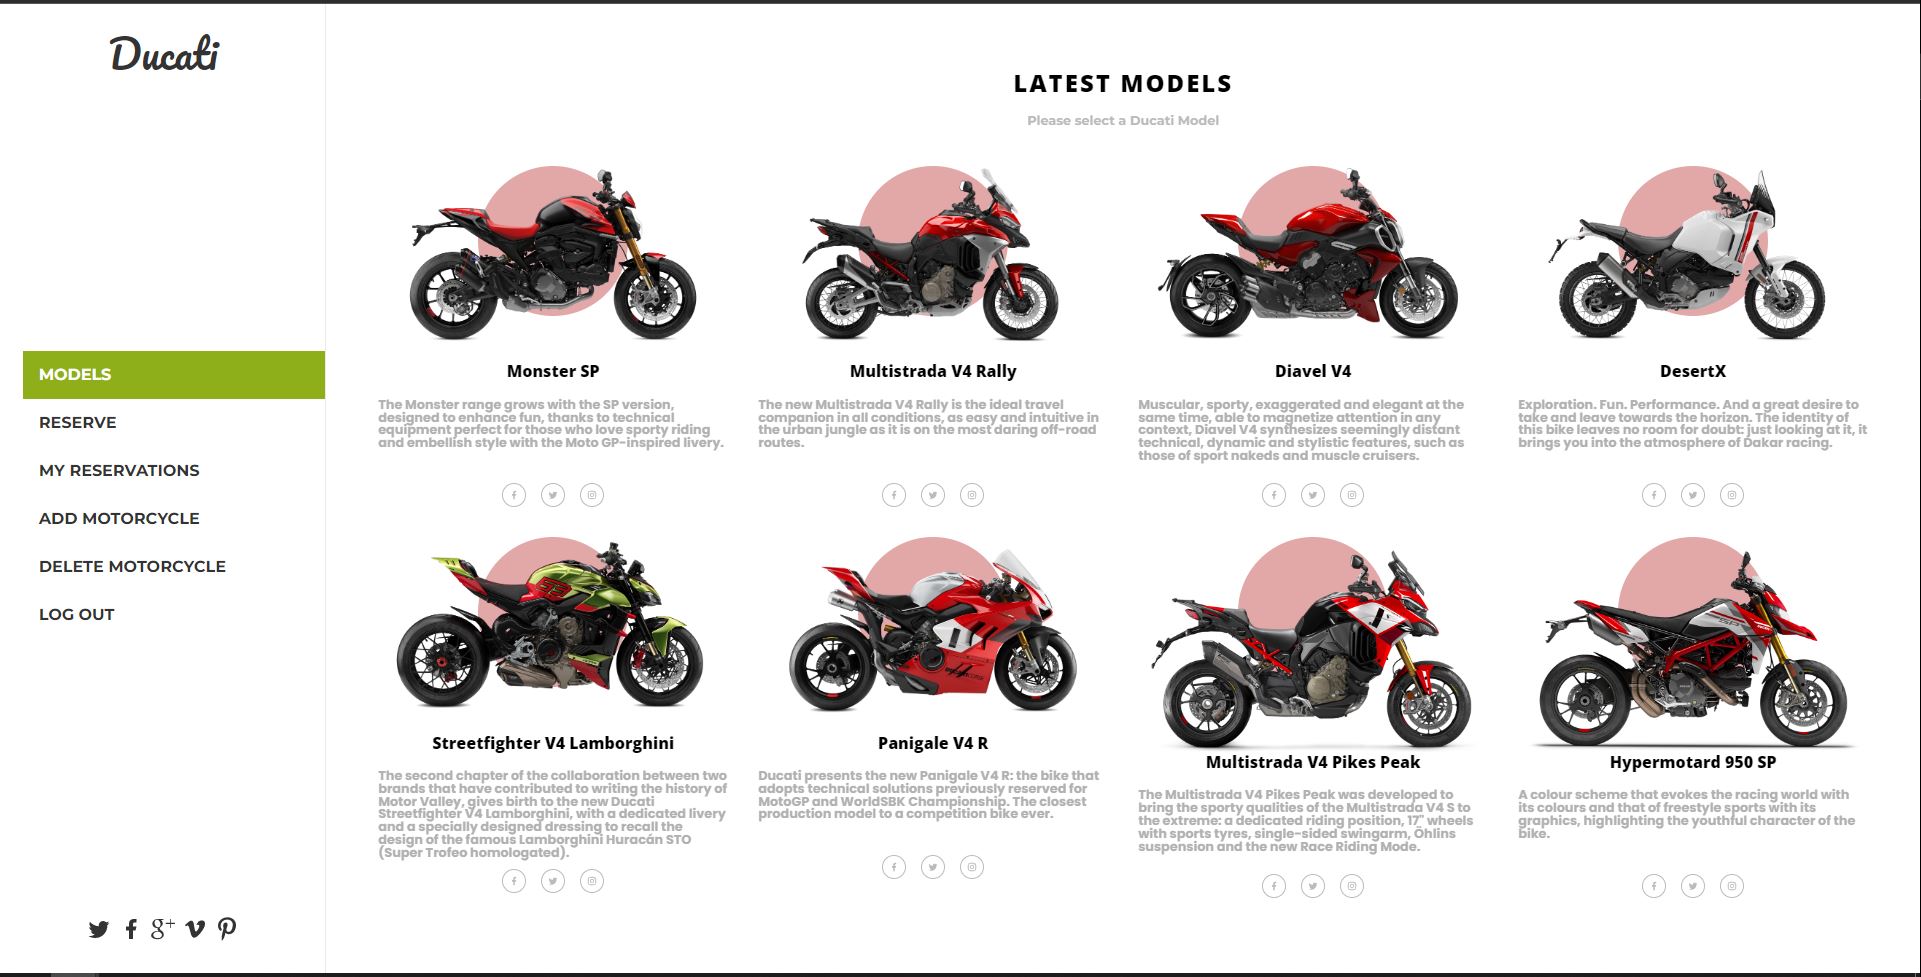 Ducati
MODELS
RESERVE
MY RESERVATIONS
ADD MOTORCYCLE
DELETE MOTORCYCLE
LOG OUT
LATEST MODELS
Please select a Ducati Model
Monster SP
The Monster range grows with the SP version,
designed to enhance fun, thanks to technical
equipment perfect for those who love sporty riding
and embellish style with the Moto GP-inspired livery.
Multistrada V4 Rally
The new Multistrada V4 Rally is the ideal travel
companion in all conditions, as easy and intuitive in
the urban jungle as it is on the most daring off-road
routes.
Diavel V4
Muscular, sporty, exaggerated and elegant at the
same time, able to magnetize attention in any
context, Diavel V4 synthesizes seemingly distant
technical, dynamic and stylistic features, such as
those of sport nakeds and muscle cruisers.
DesertX
Exploration. Fun. Performance. And a great desire to
take and leave towards the horizon. The identity of
this bike leaves no room for doubt: just looking at it, it
brings you into the atmosphere of Dakar racing.
Streetfighter V4 Lamborghini
The second chapter of the collaboration between two
brands that have contributed to writing the history of
Motor Valley, gives birth to the new Ducati
Streetfighter V4 Lamborghini, with a dedicated livery
and a specially designed dressing to recall the
design of the famous Lamborghini Huracán STO
(Super Trofeo homologated).
Panigale V4 R
Ducati presents the new Panigale V4 R: the bike that
adopts technical solutions previously reserved for
MotoGP and WorldSBK Championship. The closest
production model to a competition bike ever.
Multistrada V4 Pikes Peak
The Multistrada V4 Pikes Peak was developed to
bring the sporty qualities of the Multistrada V4 S to
the extreme: a dedicated riding position, 17" wheels
with sports tyres, single-sided swingarm, Öhlins
suspension and the new Race Riding Mode.
Hypermotard 950 SP
A colour scheme that evokes the racing world with
its colours and that of freestyle sports with its
graphics, highlighting the youthful character of the
bike.